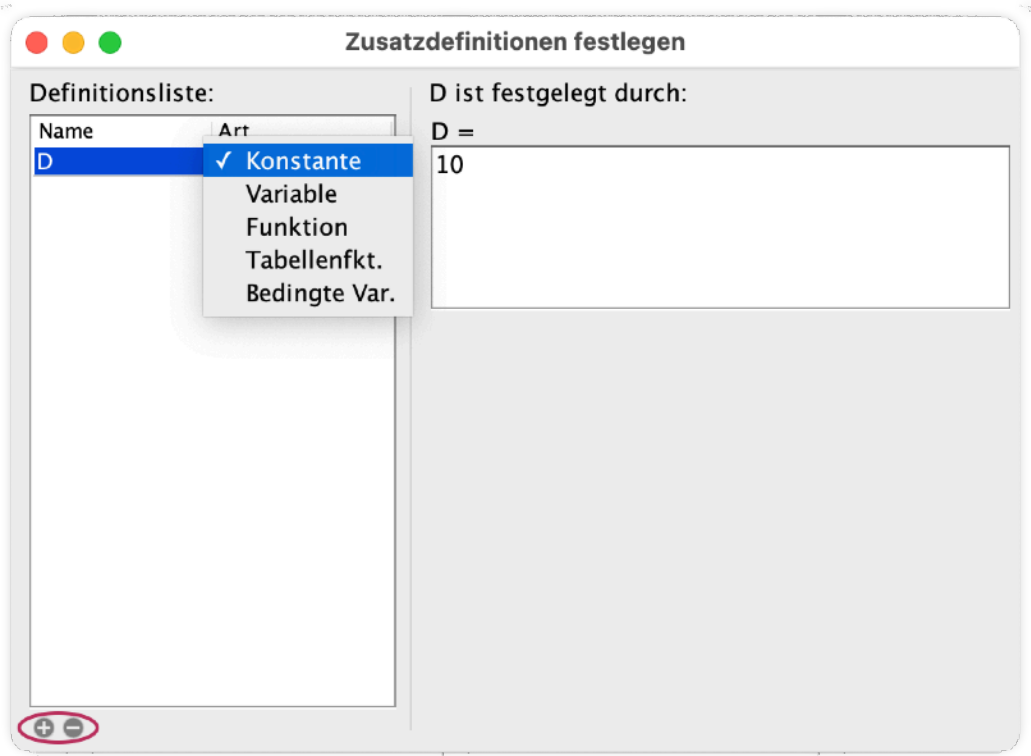 Zusatzdefinitionen festlegen
Definitionsliste:
Name Art
D
✓ Konstante
Variable
Funktion
Tabellenfkt.
Bedingte Var.
D ist festgelegt durch:
D =
10